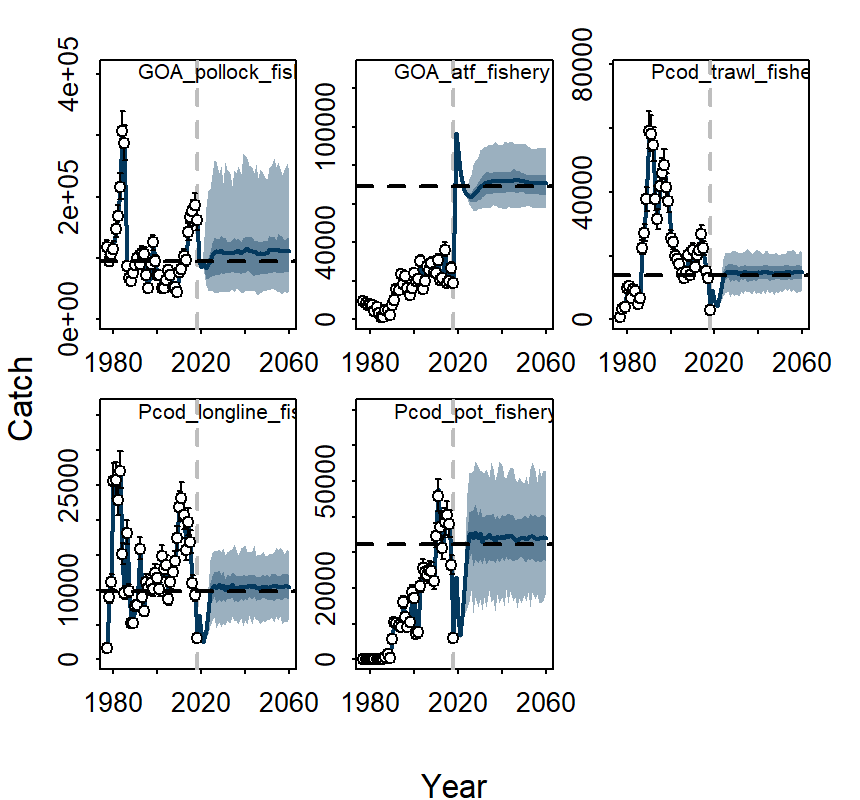 GOA_pollock_fis
GOA_atf_fishery
Pcod_trawl_fishe
4e+05
2e+05
0e+00
100000
40000
0
80000
40000
0
1980 2020 2060
1980 2020 2060
1980 2020 2060
Catch
Pcod_longline_fis
Pcod_pot_fishery
25000
10000
0
50000
20000
0
1980 2020 2060
1980 2020 2060
Year